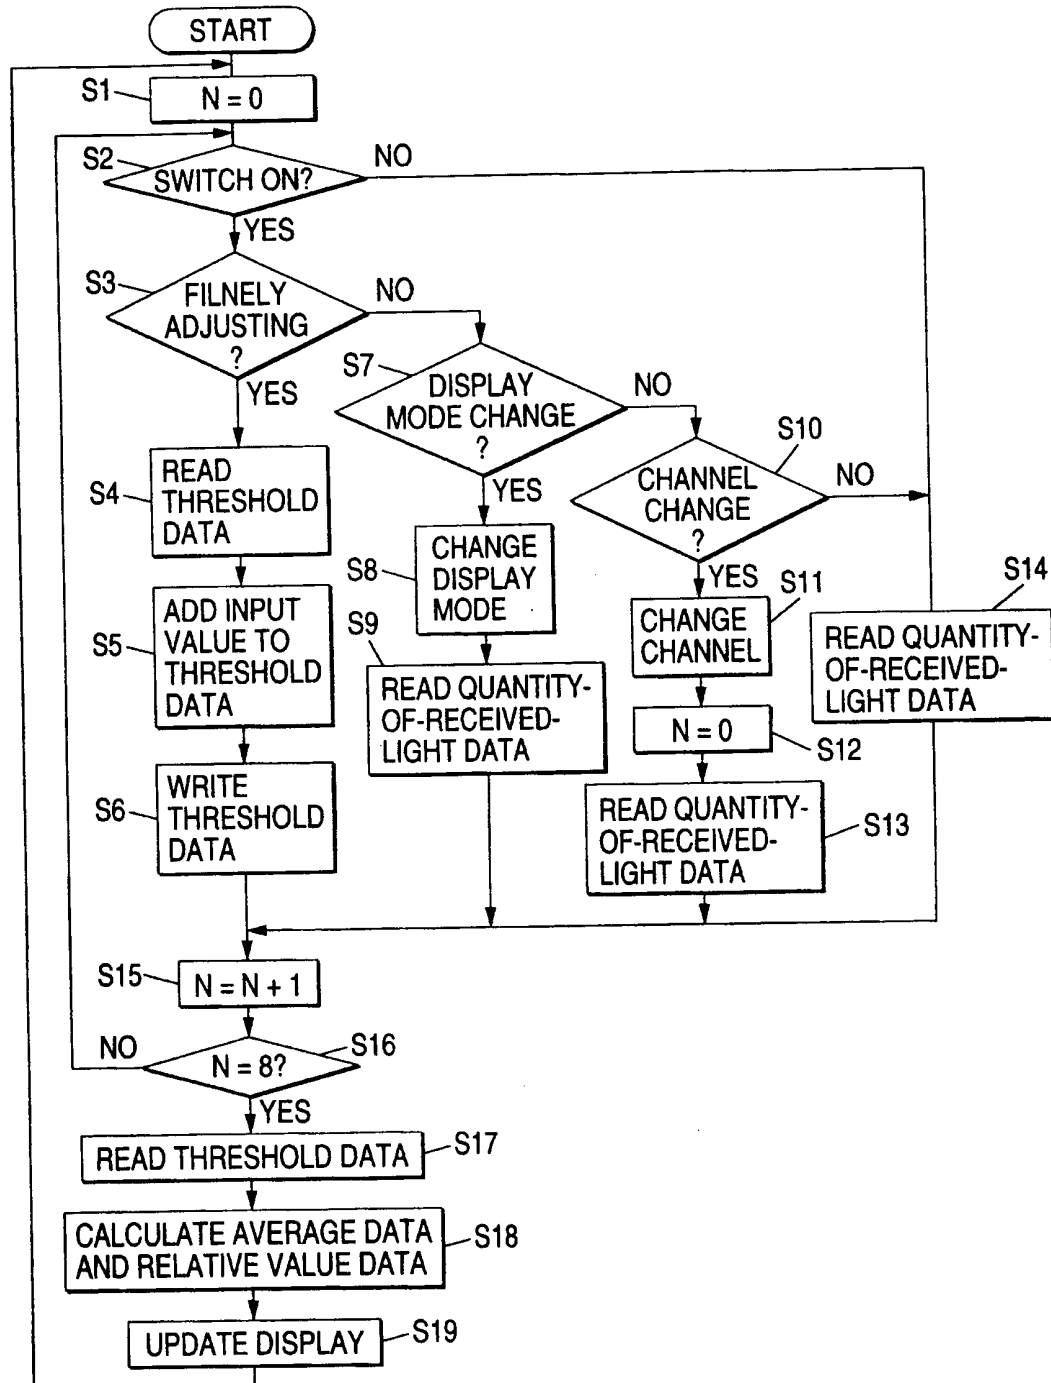 START
S1
N = 0
S2
SWITCH ON?
NO
YES
S3
FILNELY
ADJUSTING
?
NO
YES
S7
DISPLAY
MODE CHANGE
?
NO
YES
S10
CHANNEL
CHANGE
?
NO
YES
S4
READ
THRESHOLD
DATA
S5
ADD INPUT
VALUE TO
THRESHOLD
DATA
S6
WRITE
THRESHOLD
DATA
S8
CHANGE
DISPLAY
MODE
S9
READ QUANTITY-
OF-RECEIVED-
LIGHT DATA
S11
CHANGE
CHANNEL
N = 0
S12
READ QUANTITY-
OF-RECEIVED-
LIGHT DATA
S13
S14
READ QUANTITY-
OF-RECEIVED-
LIGHT DATA
S15
N = N + 1
NO
N = 8?
S16
YES
READ THRESHOLD DATA
S17
CALCULATE AVERAGE DATA
AND RELATIVE VALUE DATA
S18
UPDATE DISPLAY
S19